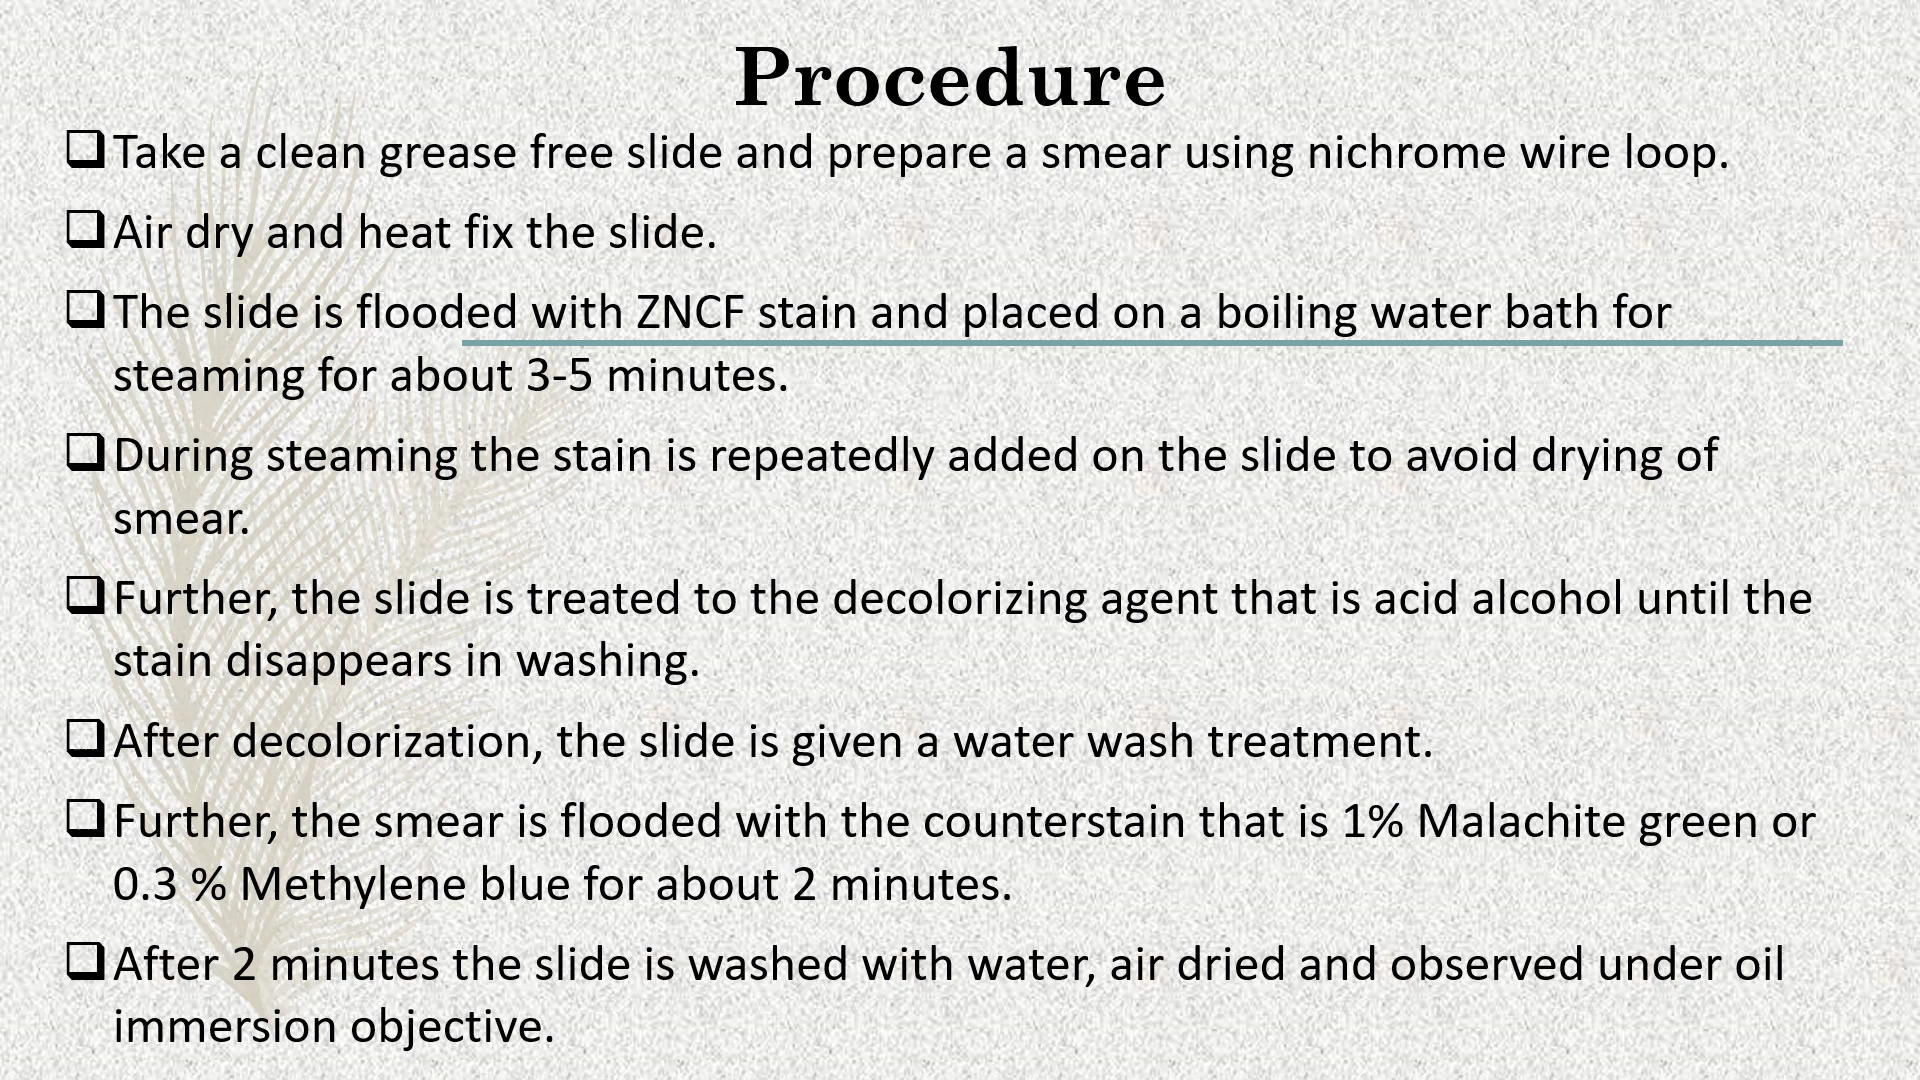 Procedure
❑Take a clean grease free slide and prepare a smear using nichrome wire loop.
❑Air dry and heat fix the slide.
❑The slide is flooded with ZNCF stain and placed on a boiling water bath for
steaming for about 3-5 minutes.
❑During steaming the stain is repeatedly added on the slide to avoid drying of
smear.
❑Further, the slide is treated to the decolorizing agent that is acid alcohol until the
stain disappears in washing.
❑After decolorization, the slide is given a water wash treatment.
❑Further, the smear is flooded with the counterstain that is 1% Malachite green or
0.3 % Methylene blue for about 2 minutes.
❑After 2 minutes the slide is washed with water, air dried and observed under oil
immersion objective.